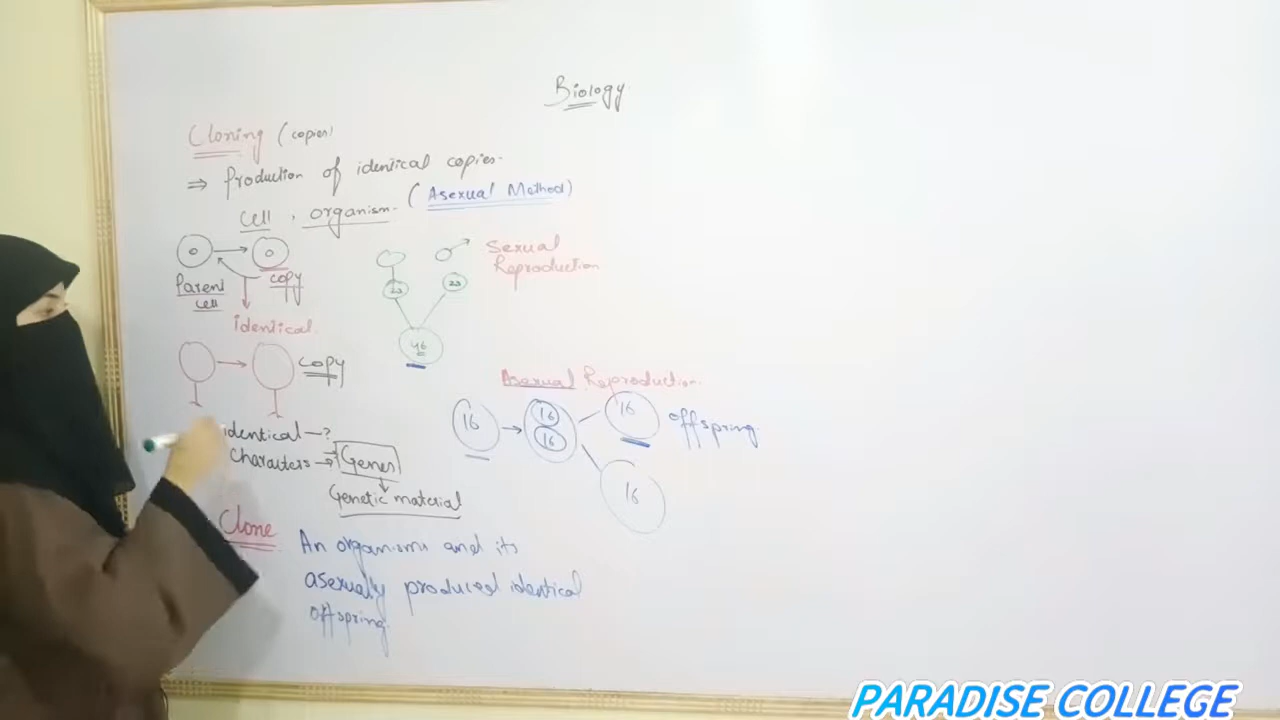 Biology
Cloning (copies)
⇒ Production of identical copies.
Cell, organism. (Asexual Method)
Parent
cell
copy
identical.
copy
Sexual
Reproduction
23
23
46
Asexual Reproduction.
16
16
16
16
16
offspring.
identical –?
characters → Genes
Genetic material
Clone
An organisms and its
asexually produced identical
offspring.
PARADISE COLLEGE